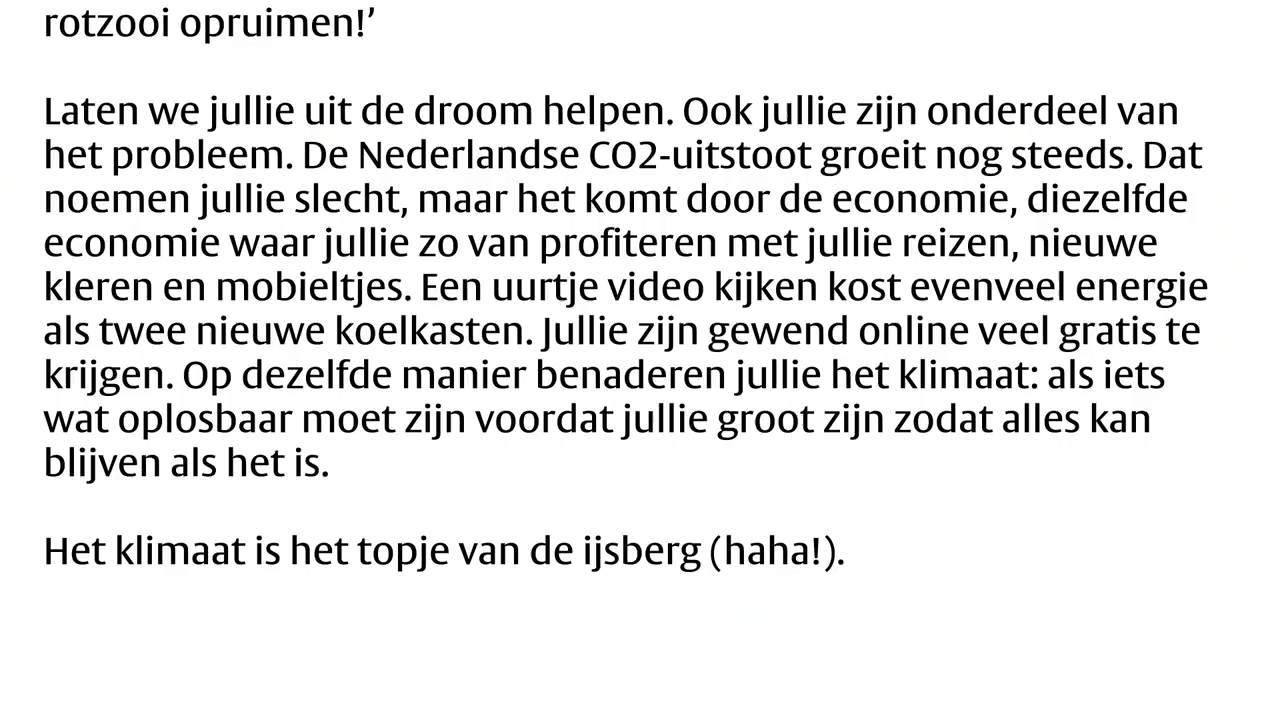 rotzooi opruimen!’
Laten we jullie uit de droom helpen. Ook jullie zijn onderdeel van
het probleem. De Nederlandse CO2-uitstoot groeit nog steeds. Dat
noemen jullie slecht, maar het komt door de economie, diezelfde
economie waar jullie zo van profiteren met jullie reizen, nieuwe
kleren en mobieltjes. Een uurtje video kijken kost evenveel energie
als twee nieuwe koelkasten. Jullie zijn gewend online veel gratis te
krijgen. Op dezelfde manier benaderen jullie het klimaat: als iets
wat oplosbaar moet zijn voordat jullie groot zijn zodat alles kan
blijven als het is.
Het klimaat is het topje van de ijsberg (haha!).